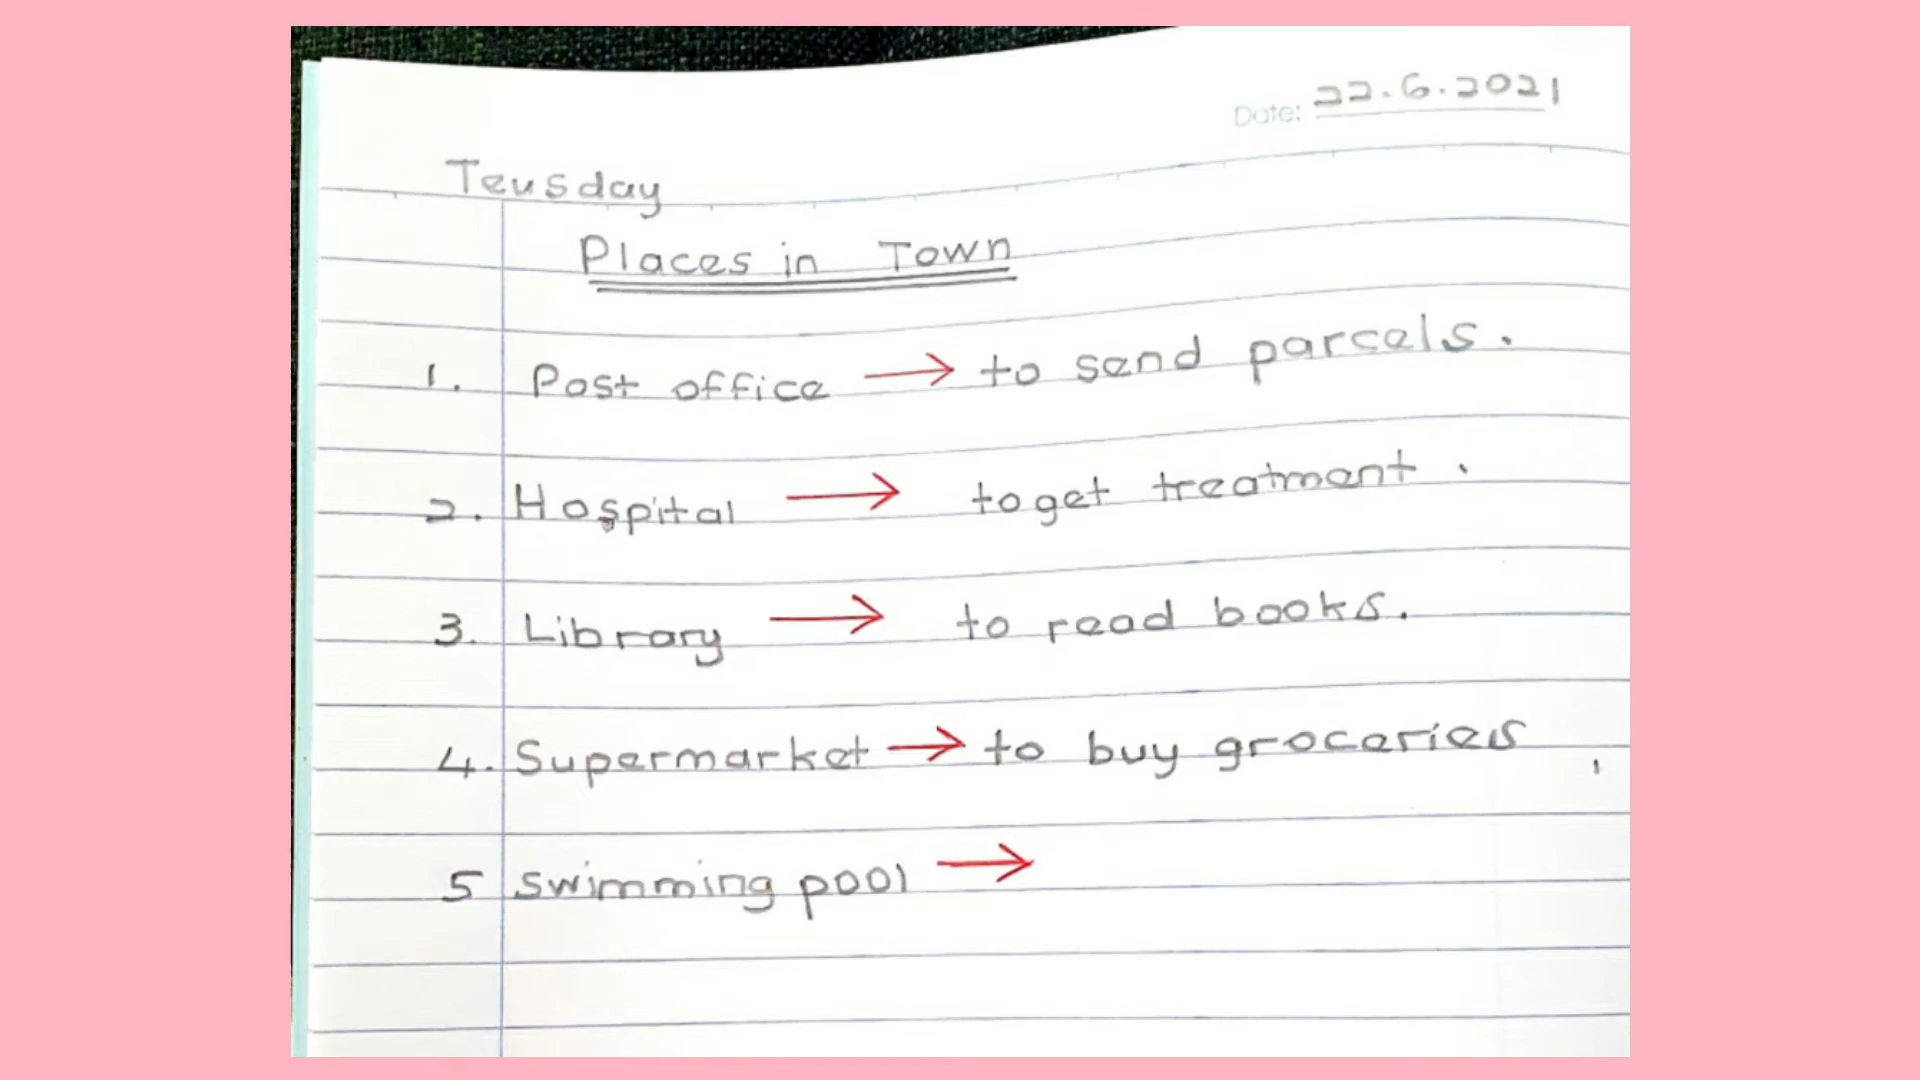 Date: 22.6.2021
Teusday
Places in Town
1. Post office → to send parcels.
2. Hospital → to get treatment.
3. Library → to read books.
4. Supermarket → to buy groceries
5 swimming pool →